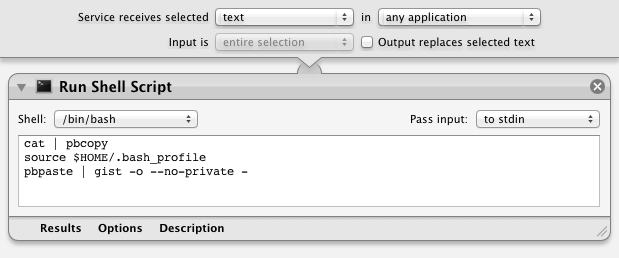 Service receives selected text in any application
Input is entire selection Output replaces selected text
Run Shell Script
Shell: /bin/bash Pass input: to stdin
cat | pbcopy
source $HOME/.bash_profile
pbpaste | gist -o --no-private -
Results Options Description